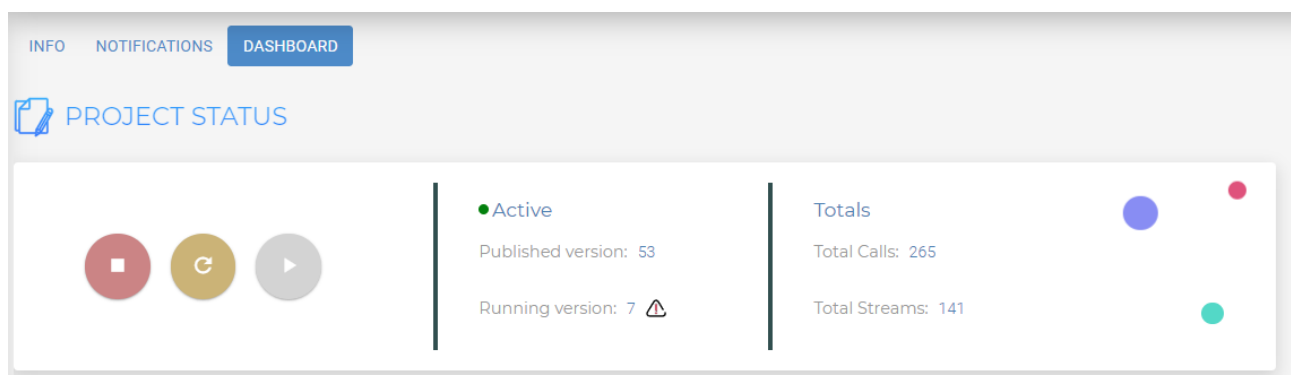 INFO NOTIFICATIONS DASHBOARD
PROJECT STATUS
Active
Published version: 53
Running version: 7
Totals
Total Calls: 265
Total Streams: 141